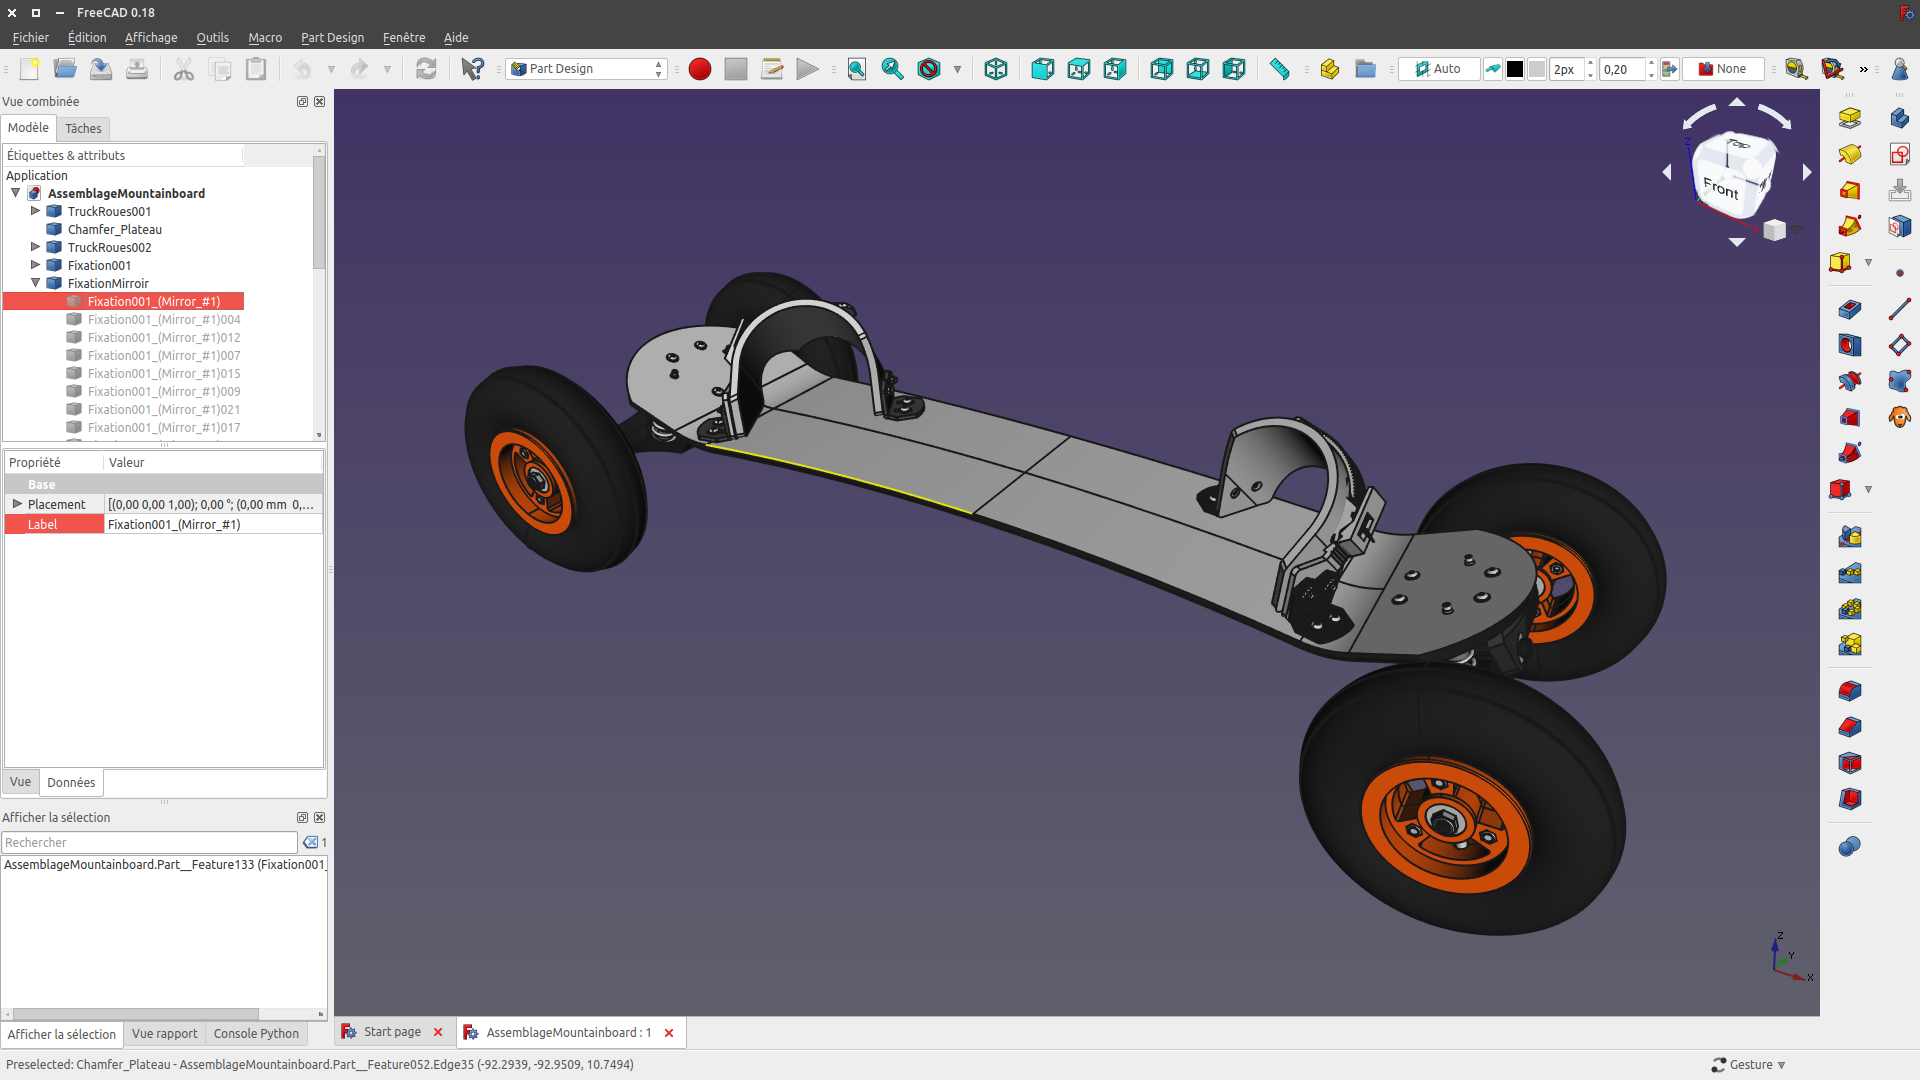 FreeCAD 0.18
Fichier Édition Affichage Outils Macro Part Design Fenêtre Aide
Part Design Auto 2px 0,20 None »
Vue combinée
Modèle Tâches
Étiquettes & attributs
Application
AssemblageMountainboard
TruckRoues001
Chamfer_Plateau
TruckRoues002
Fixation001
FixationMirroir
Fixation001_(Mirror_#1)
Fixation001_(Mirror_#1)004
Fixation001_(Mirror_#1)012
Fixation001_(Mirror_#1)007
Fixation001_(Mirror_#1)015
Fixation001_(Mirror_#1)009
Fixation001_(Mirror_#1)021
Fixation001_(Mirror_#1)017
Propriété Valeur
Base
Placement [(0,00 0,00 1,00); 0,00 °; (0,00 mm 0,...
Label Fixation001_(Mirror_#1)
Vue Données
Afficher la sélection
Rechercher 1
AssemblageMountainboard.Part__Feature133 (Fixation001_
Afficher la sélection Vue rapport Console Python
Top
Front
Z
Z
Y
X
Start page AssemblageMountainboard : 1
Preselected: Chamfer_Plateau - AssemblageMountainboard.Part__Feature052.Edge35 (-92.2939, -92.9509, 10.7494)
Gesture